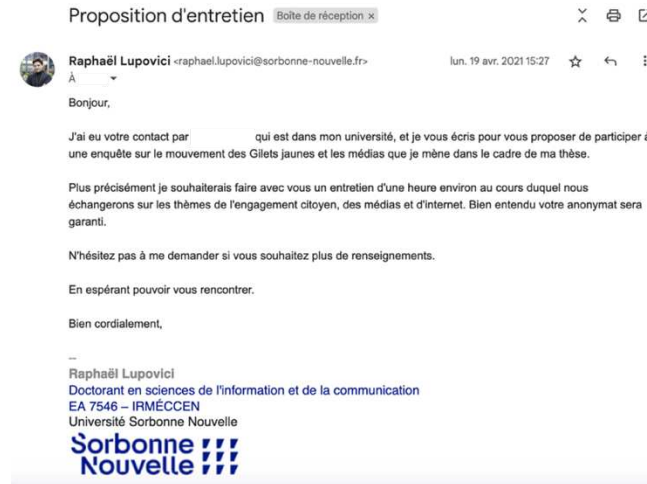 Proposition d'entretien Boîte de réception ×
Raphaël Lupovici <raphael.lupovici@sorbonne-nouvelle.fr> lun. 19 avr. 2021 15:27
À
Bonjour,
J'ai eu votre contact par qui est dans mon université, et je vous écris pour vous proposer de participer à
une enquête sur le mouvement des Gilets jaunes et les médias que je mène dans le cadre de ma thèse.
Plus précisément je souhaiterais faire avec vous un entretien d'une heure environ au cours duquel nous
échangerons sur les thèmes de l'engagement citoyen, des médias et d'internet. Bien entendu votre anonymat sera
garanti.
N'hésitez pas à me demander si vous souhaitez plus de renseignements.
En espérant pouvoir vous rencontrer.
Bien cordialement,
--
Raphaël Lupovici
Doctorant en sciences de l'information et de la communication
EA 7546 – IRMÉCCEN
Université Sorbonne Nouvelle
Sorbonne
Nouvelle